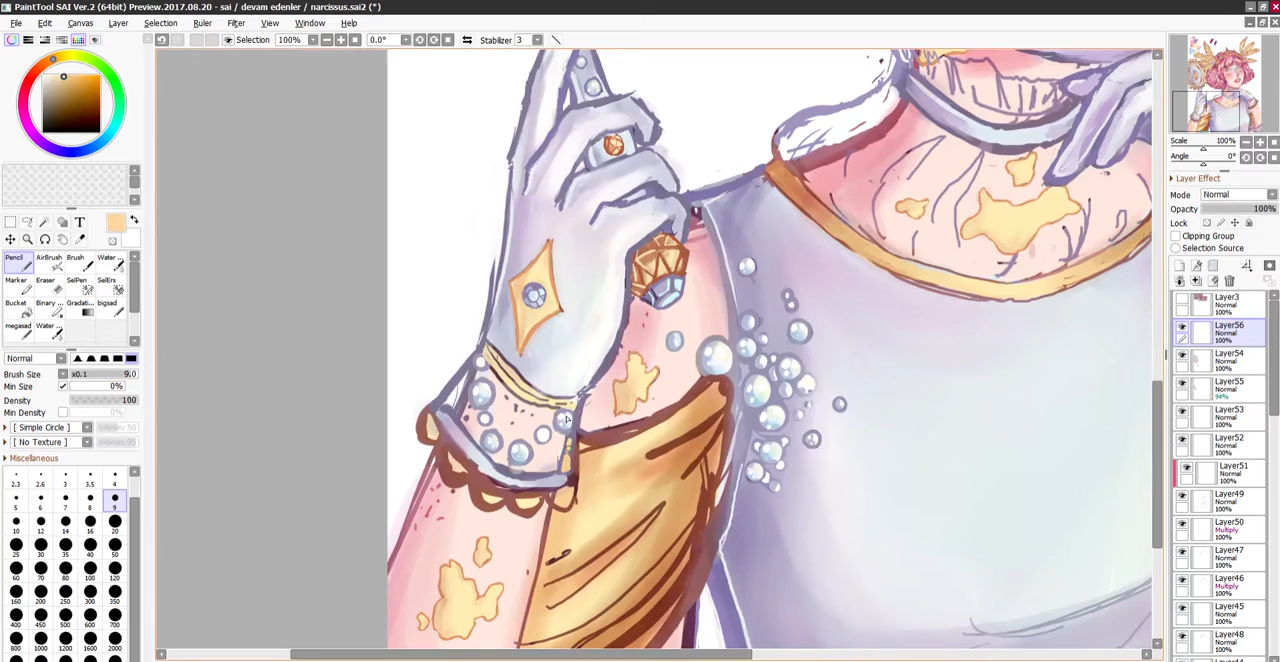 PaintTool SAI Ver.2 (64bit) Preview.2017.08.20 - sai / devam edenler / narcissus.sai2 (*)
File Edit Canvas Layer Selection Ruler Filter View Window Help
Selection 100% 0.0° Stabilizer 3
Scale 100%
Angle 0°
Layer Effect
Mode Normal
Opacity 100%
Lock
Clipping Group
Selection Source
T
Pencil AirBrush Brush Water ..
Marker Eraser SelPen SelErs
Bucket Binary .. Gradati.. bigsad
megasad Water ..
Normal
Brush Size x0.1 9.0
Min Size 0%
Density 100
Min Density 0%
[ Simple Circle ] Intensity 50
[ No Texture ] Intensity 95
Miscellaneous
2.3 2.6 3 3.5 4
5 6 7 8 9
10 12 14 16 20
25 30 35 40 50
60 70 80 100 120
160 200 250 300 350
400 450 500 600 700
800 1000 1200 1600 2000
Layer3
Normal
100%
Layer56
Normal
100%
Layer54
Normal
100%
Layer55
Normal
94%
Layer53
Normal
100%
Layer52
Normal
100%
Layer51
Normal
100%
Layer49
Normal
100%
Layer50
Multiply
100%
Layer47
Normal
100%
Layer46
Multiply
100%
Layer45
Normal
100%
Layer48
Normal
100%